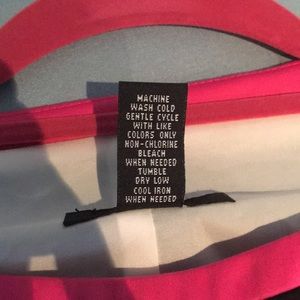 MACHINE
WASH COLD
GENTLE CYCLE
WITH LIKE
COLORS ONLY
NON-CHLORINE
BLEACH
WHEN NEEDED
TUMBLE
DRY LOW
COOL IRON
WHEN NEEDED